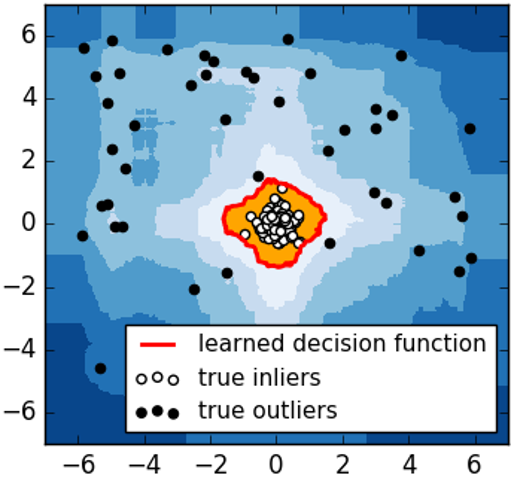 6
4
2
0
−2
−4
−6
learned decision function
true inliers
true outliers
−6 −4 −2 0 2 4 6